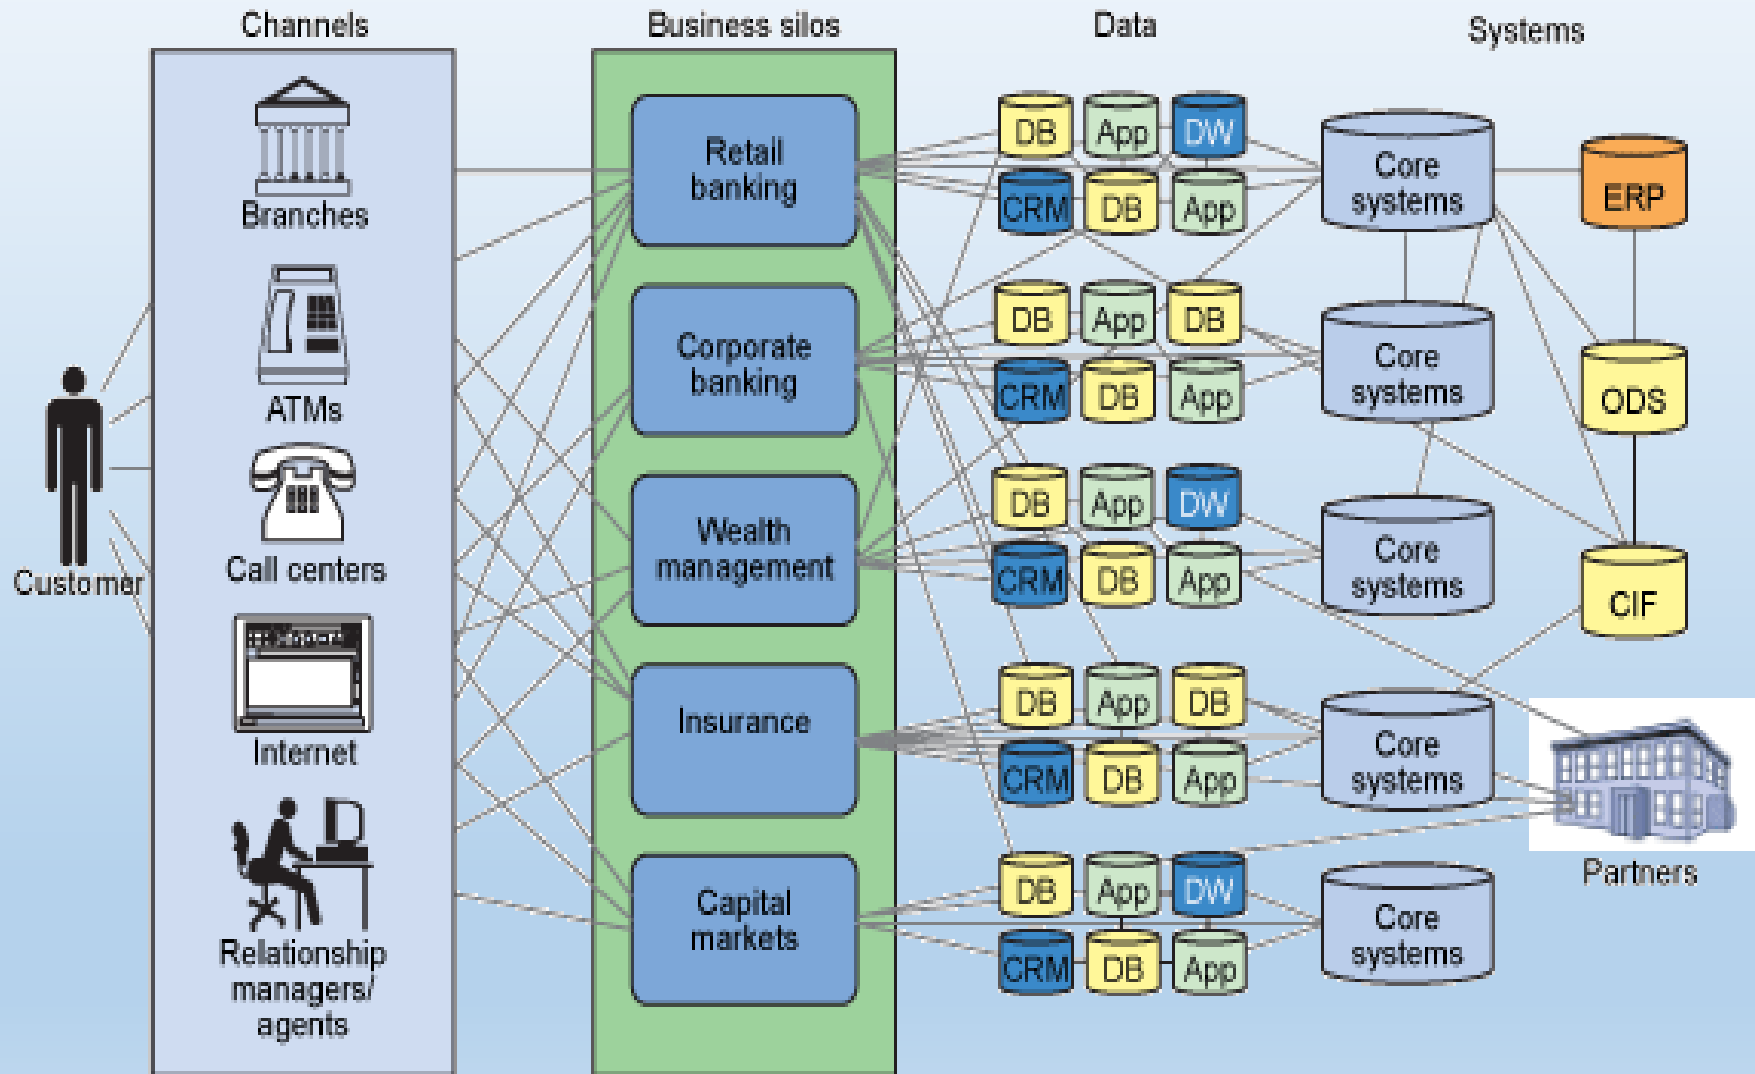 Channels
Business silos
Data
Systems
Customer
Branches
ATMs
Call centers
Internet
Relationship
managers/
agents
Retail
banking
Corporate
banking
Wealth
management
Insurance
Capital
markets
DB App DW
CRM DB App
DB App DB
CRM DB App
DB App DW
CRM DB App
DB App DB
CRM DB App
DB App DW
CRM DB App
Core
systems
Core
systems
Core
systems
Core
systems
Core
systems
ERP
ODS
CIF
Partners